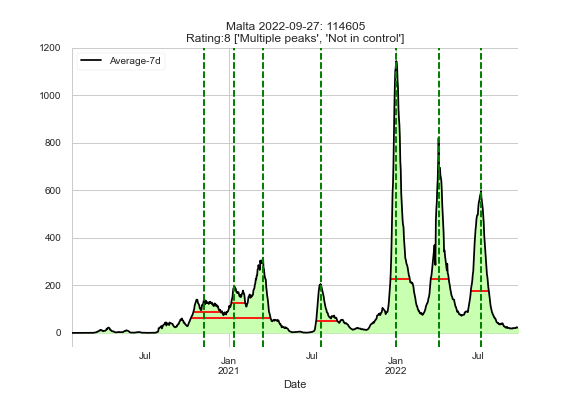 Malta 2022-09-27: 114605
Rating:8 ['Multiple peaks', 'Not in control']
1200
Average-7d
1000
800
600
400
200
0
Jul
Jan
2021
Jul
Jan
2022
Jul
Date